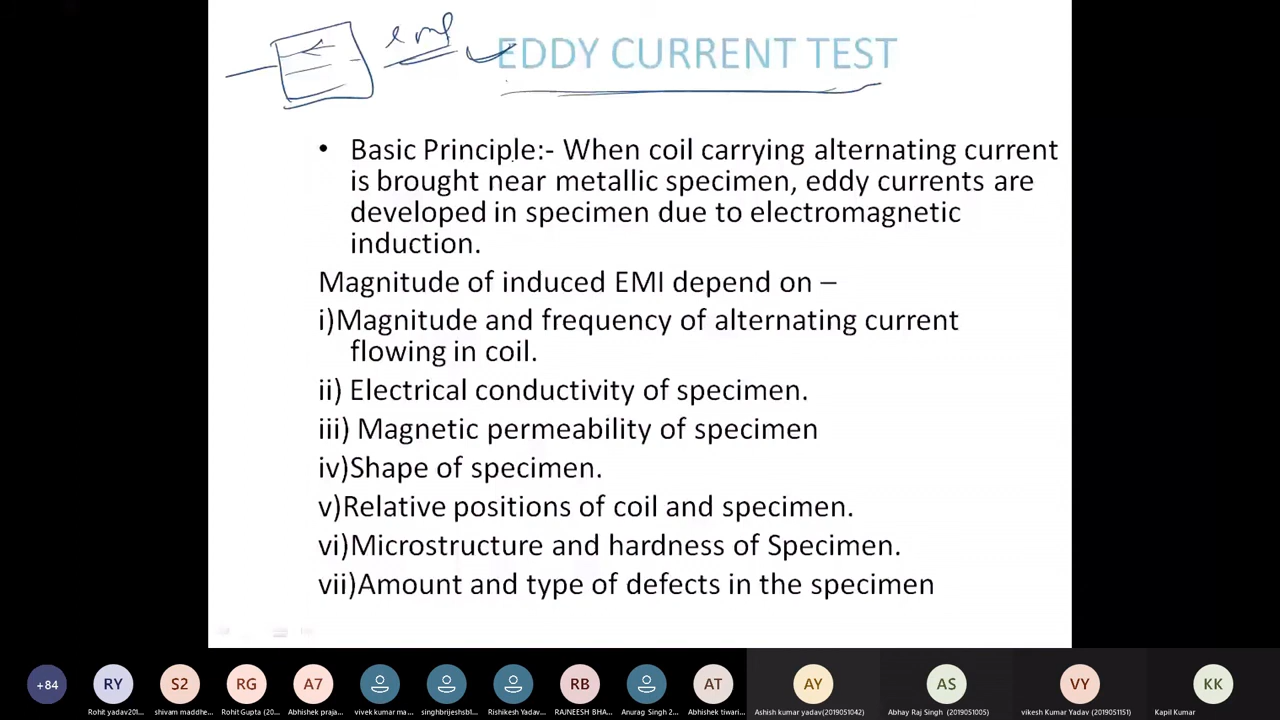 emf
EDDY CURRENT TEST
• Basic Principle:- When coil carrying alternating current
is brought near metallic specimen, eddy currents are
developed in specimen due to electromagnetic
induction.
Magnitude of induced EMI depend on –
i)Magnitude and frequency of alternating current
flowing in coil.
ii) Electrical conductivity of specimen.
iii) Magnetic permeability of specimen
iv)Shape of specimen.
v)Relative positions of coil and specimen.
vi)Microstructure and hardness of Specimen.
vii)Amount and type of defects in the specimen
+84 RY S2 RG A7 RB AT AY AS VY KK
Rohit yadav201... shivam maddhe... Rohit Gupta (20... Abhishek praja... vivek kumar ma... singhbrijeshsb1... Rishikesh Yadav... RAJNEESH BHA... Anurag Singh 2... Abhishek tiwari... Ashish kumar yadav(2019051042) Abhay Raj Singh (2019051005) vikesh Kumar Yadav (2019051151) Kapil Kumar